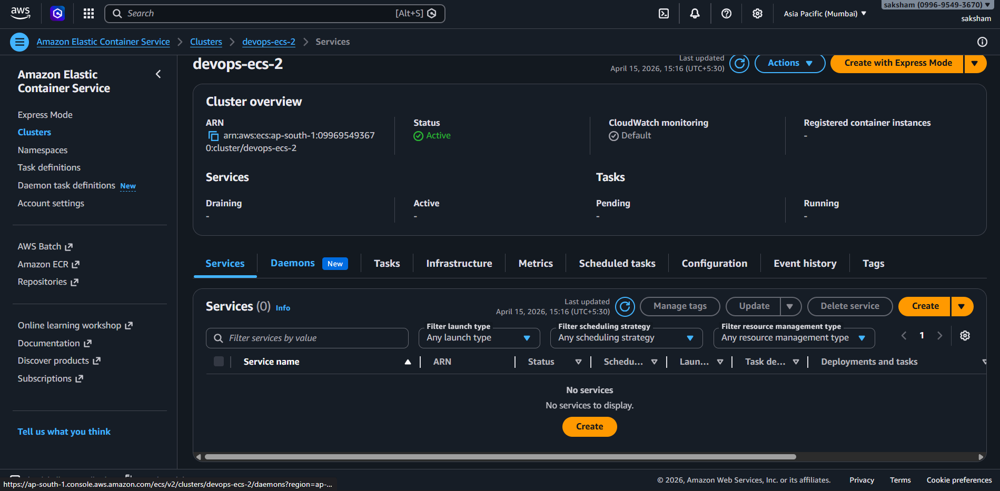 aws
Search
[Alt+S]
Asia Pacific (Mumbai)
saksham (0996-9549-3670)
saksham
Amazon Elastic Container Service
Clusters
devops-ecs-2
Services
Amazon Elastic
Container Service
Express Mode
Clusters
Namespaces
Task definitions
Daemon task definitions New
Account settings
AWS Batch
Amazon ECR
Repositories
Online learning workshop
Documentation
Discover products
Subscriptions
Tell us what you think
devops-ecs-2
Last updated
April 15, 2026, 15:16 (UTC+5:30)
Actions
Create with Express Mode
Cluster overview
ARN
arn:aws:ecs:ap-south-1:09969549367
0:cluster/devops-ecs-2
Status
Active
CloudWatch monitoring
Default
Registered container instances
-
Services
Tasks
Draining
-
Active
-
Pending
-
Running
-
Services
Daemons New
Tasks
Infrastructure
Metrics
Scheduled tasks
Configuration
Event history
Tags
Services (0) Info
Last updated
April 15, 2026, 15:16 (UTC+5:30)
Manage tags
Update
Delete service
Create
Filter services by value
Filter launch type
Any launch type
Filter scheduling strategy
Any scheduling strategy
Filter resource management type
Any resource management type
1
Service name
ARN
Status
Schedu...
Laun...
Task de...
Deployments and tasks
No services
No services to display.
Create
https://ap-south-1.console.aws.amazon.com/ecs/v2/clusters/devops-ecs-2/daemons?region=ap-...
© 2026, Amazon Web Services, Inc. or its affiliates.
Privacy
Terms
Cookie preferences